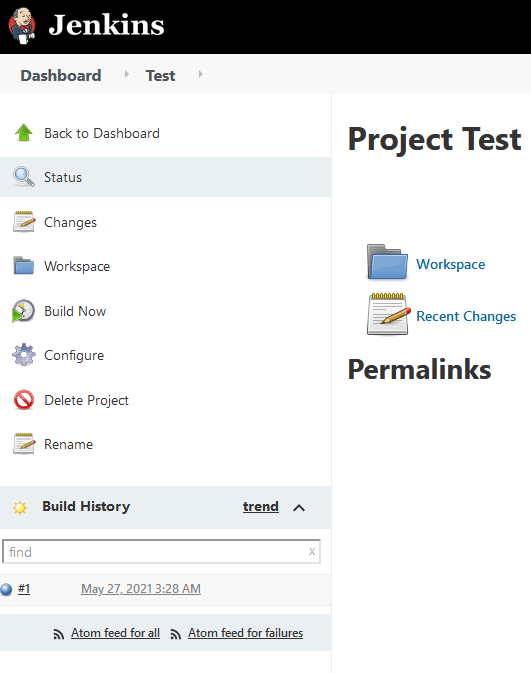 Jenkins
Dashboard Test
Back to Dashboard
Status
Changes
Workspace
Build Now
Configure
Delete Project
Rename
Build History trend
find x
#1 May 27, 2021 3:28 AM
Atom feed for all Atom feed for failures
Project Test
Workspace
Recent Changes
Permalinks